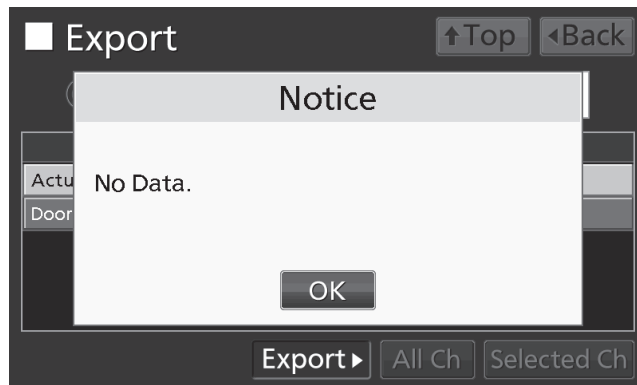 Export
Top
Back
Notice
Actu
No Data.
Door
OK
Export
All Ch
Selected Ch